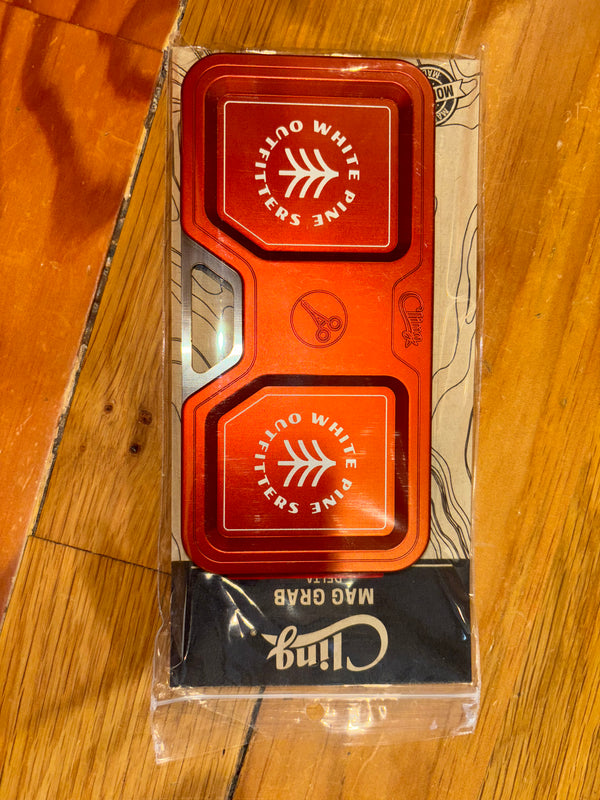 WHITE PINE
OUTFITTERS
Cling
WHITE PINE
OUTFITTERS
Cling
MAG GRAB
DELTA